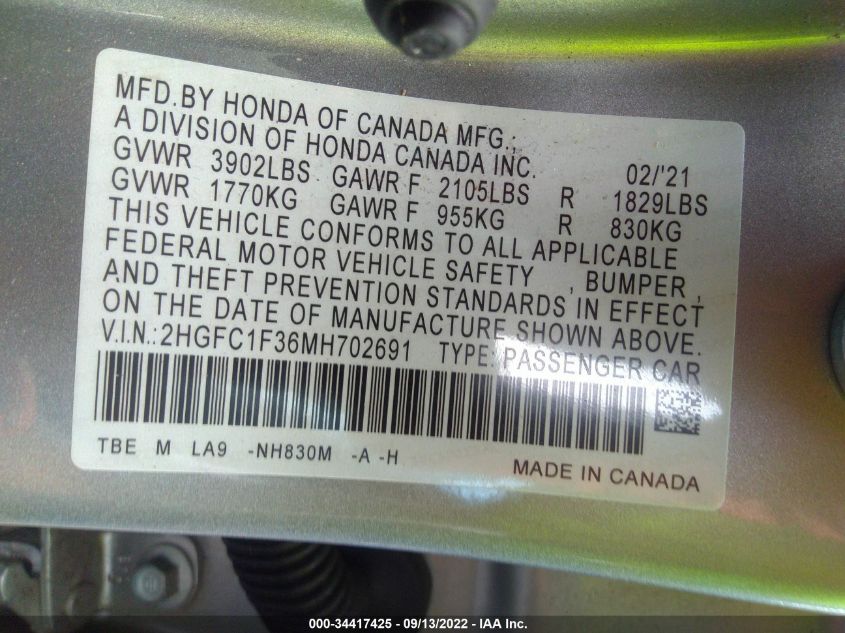 MFD.BY HONDA OF CANADA MFG.;
A DIVISION OF HONDA CANADA INC. 02/'21
GVWR 3902LBS GAWR F 2105LBS R 1829LBS
GVWR 1770KG GAWR F 955KG R 830KG
THIS VEHICLE CONFORMS TO ALL APPLICABLE
FEDERAL MOTOR VEHICLE SAFETY , BUMPER ,
AND THEFT PREVENTION STANDARDS IN EFFECT
ON THE DATE OF MANUFACTURE SHOWN ABOVE.
V.I.N.:2HGFC1F36MH702691 TYPE: PASSENGER CAR
TBE M LA9 -NH830M -A -H
MADE IN CANADA
000-34417425 - 09/13/2022 - IAA Inc.